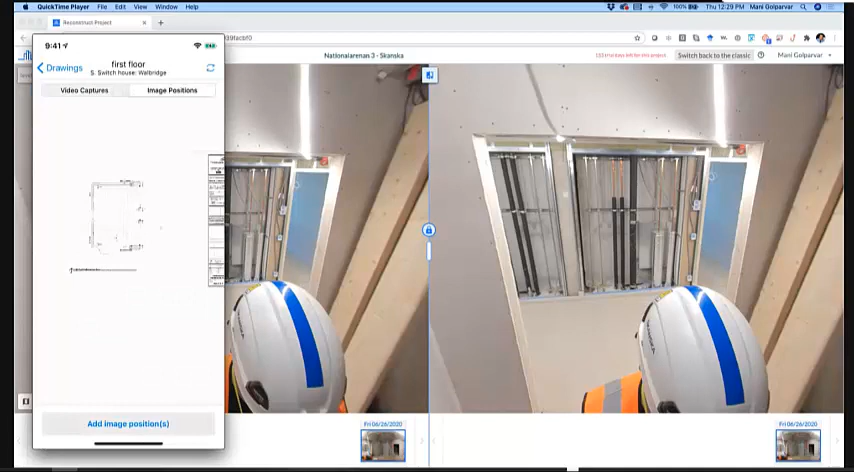 QuickTime Player File Edit View Window Help
100% Thu 12:29 PM Mani Golparvar
Reconstruct-Project
39facbf0
9:41
Drawings
first floor
S. Switch house: Walbridge
Video Captures
Image Positions
Add image position(s)
Nationalarenan 3 - Skanska
Switch back to the classic
Mani Golparvar
SKANSKA
Fri 06/26/2020
Fri 06/26/2020